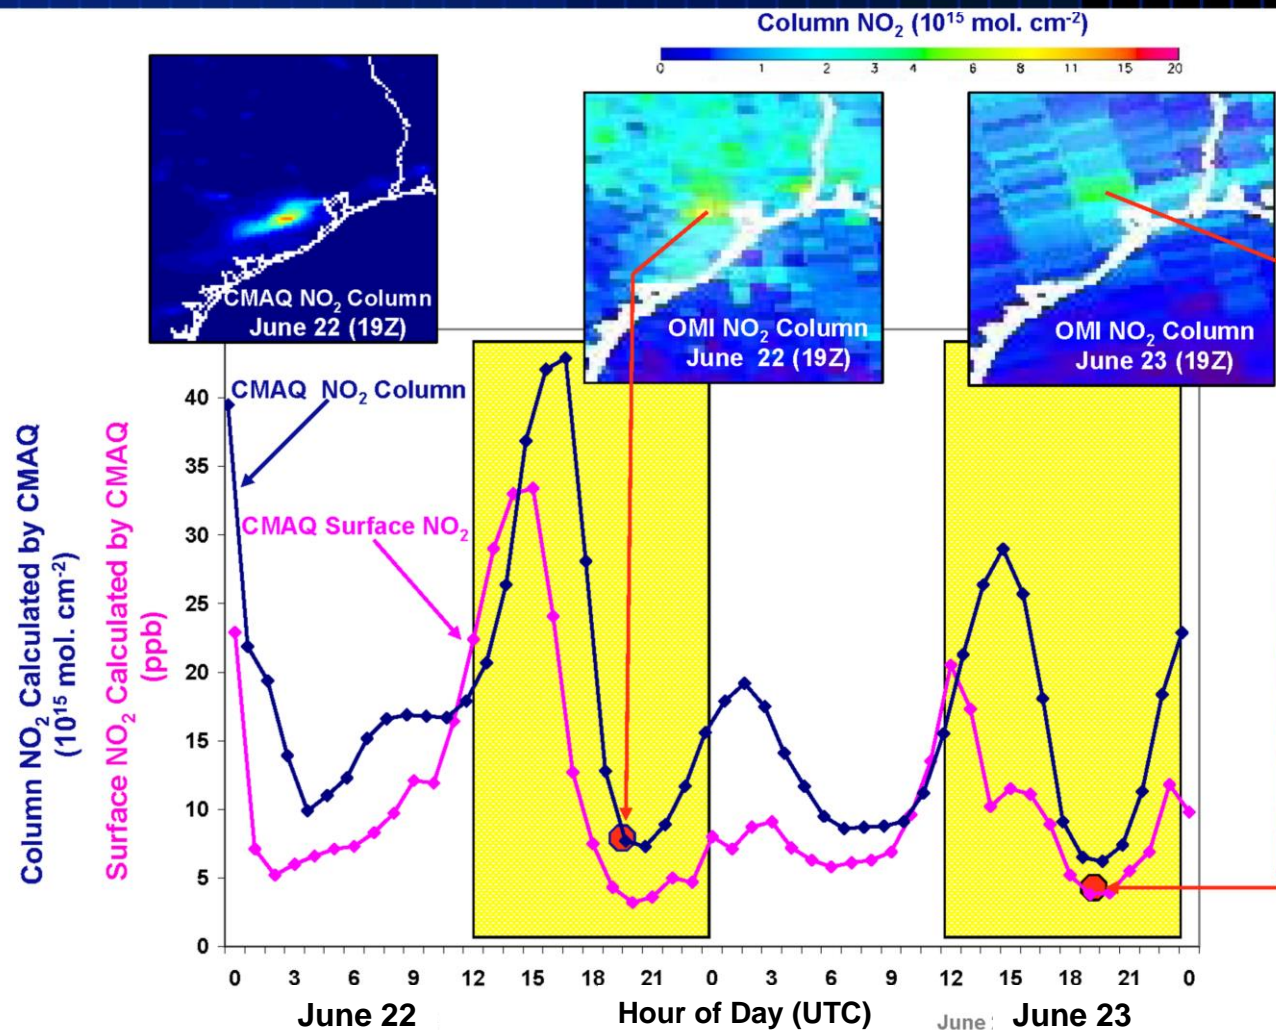 Column NO₂ (10¹⁵ mol. cm⁻²)
0 1 2 3 4 6 8 11 15 20
CMAQ NO₂ Column
June 22 (19Z)
OMI NO₂ Column
June 22 (19Z)
OMI NO₂ Column
June 23 (19Z)
Column NO₂ Calculated by CMAQ
(10¹⁵ mol. cm⁻²)
Surface NO₂ Calculated by CMAQ
(ppb)
40
35
30
25
20
15
10
5
0
CMAQ NO₂ Column
CMAQ Surface NO₂
0 3 6 9 12 15 18 21 0 3 6 9 12 15 18 21 0
June 22 Hour of Day (UTC) June June 23